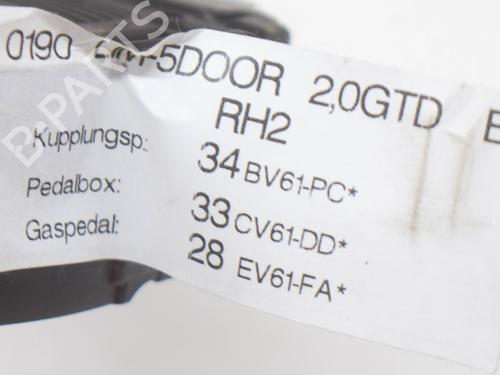 0190 5DOOR 2,0GTD E
RH2
Kupplungsp.: 34 BV61-PC*
Pedalbox: 33 CV61-DD*
Gaspedal: 28 EV61-FA*
B-PARTS